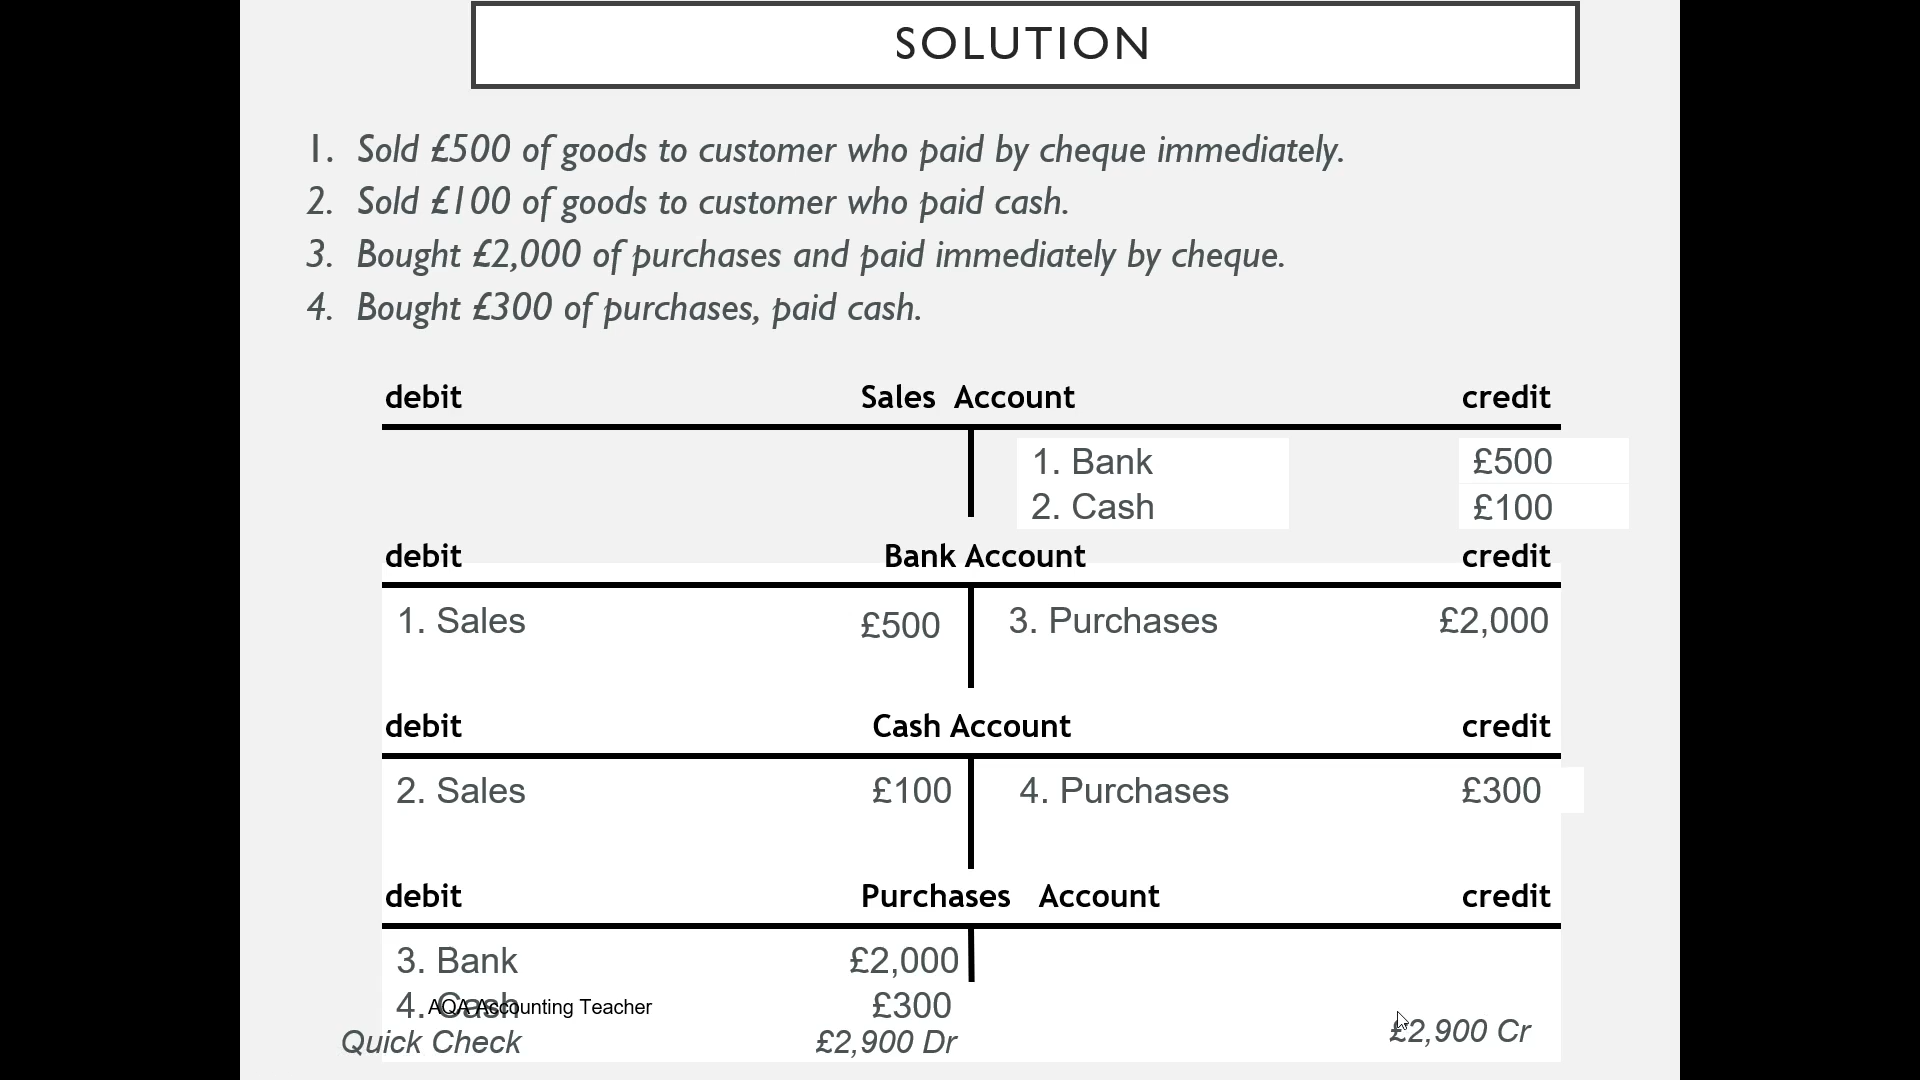 SOLUTION
1. Sold £500 of goods to customer who paid by cheque immediately.
2. Sold £100 of goods to customer who paid cash.
3. Bought £2,000 of purchases and paid immediately by cheque.
4. Bought £300 of purchases, paid cash.
debit Sales Account credit
1. Bank £500
2. Cash £100
debit Bank Account credit
1. Sales £500 3. Purchases £2,000
debit Cash Account credit
2. Sales £100 4. Purchases £300
debit Purchases Account credit
3. Bank £2,000
4. Cash £300
AQA Accounting Teacher
Quick Check £2,900 Dr £2,900 Cr